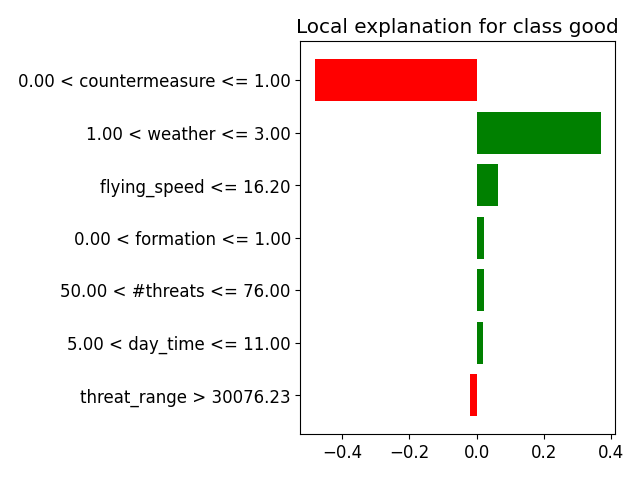 Local explanation for class good
0.00 < countermeasure <= 1.00
1.00 < weather <= 3.00
flying_speed <= 16.20
0.00 < formation <= 1.00
50.00 < #threats <= 76.00
5.00 < day_time <= 11.00
threat_range > 30076.23
−0.4 −0.2 0.0 0.2 0.4